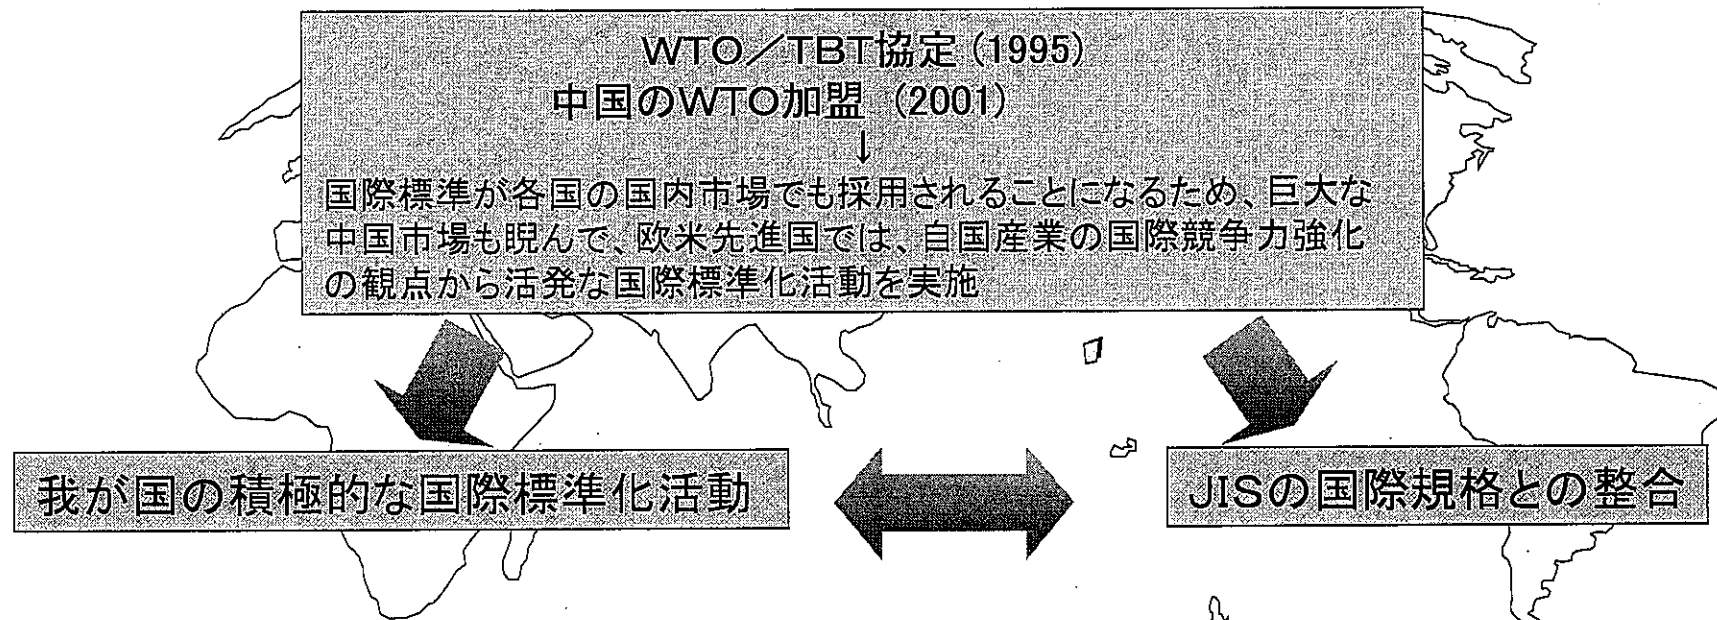 WTO／TBT協定（1995）
中国のWTO加盟（2001）
↓
国際標準が各国の国内市場でも採用されることになるため、巨大な
中国市場も睨んで、欧米先進国では、自国産業の国際競争力強化
の観点から活発な国際標準化活動を実施
我が国の積極的な国際標準化活動
JISの国際規格との整合